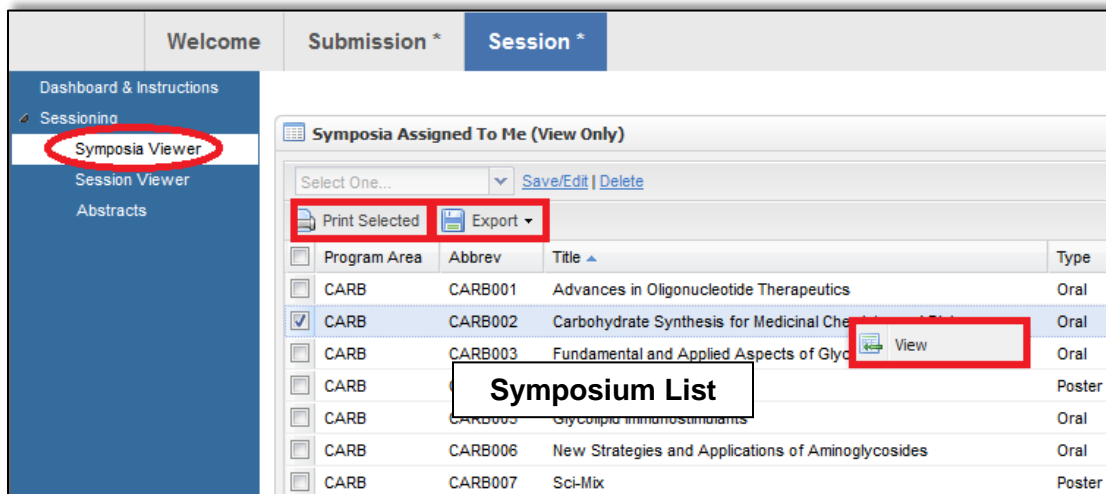 Welcome Submission * Session *
Dashboard & Instructions
Sessioning
Symposia Viewer
Session Viewer
Abstracts
Symposia Assigned To Me (View Only)
Select One... Save/Edit | Delete
Print Selected Export
Program Area Abbrev Title Type
CARB CARB001 Advances in Oligonucleotide Therapeutics Oral
CARB CARB002 Carbohydrate Synthesis for Medicinal Oral
View
CARB CARB003 Fundamental and Applied Aspects of Oral
CARB Poster
Symposium List
CARB CARB005 Glycolipid Immunostimulants Oral
CARB CARB006 New Strategies and Applications of Aminoglycosides Oral
CARB CARB007 Sci-Mix Poster